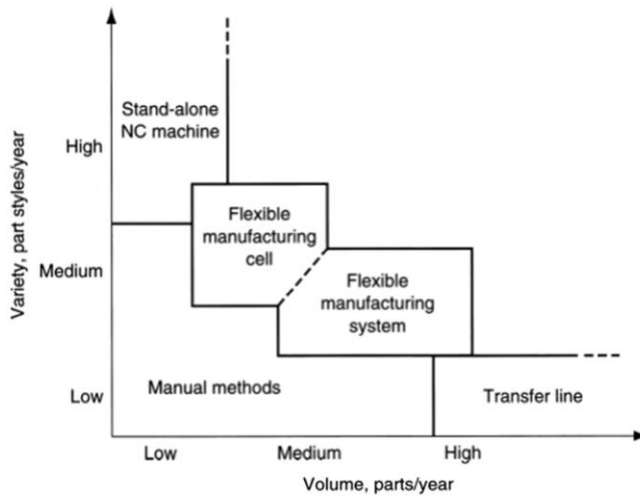 Stand-alone
NC machine
High
Flexible
manufacturing
cell
Medium
Flexible
manufacturing
system
Low
Manual methods
Transfer line
Low
Medium
High
Volume, parts/year
Variety, part styles/year